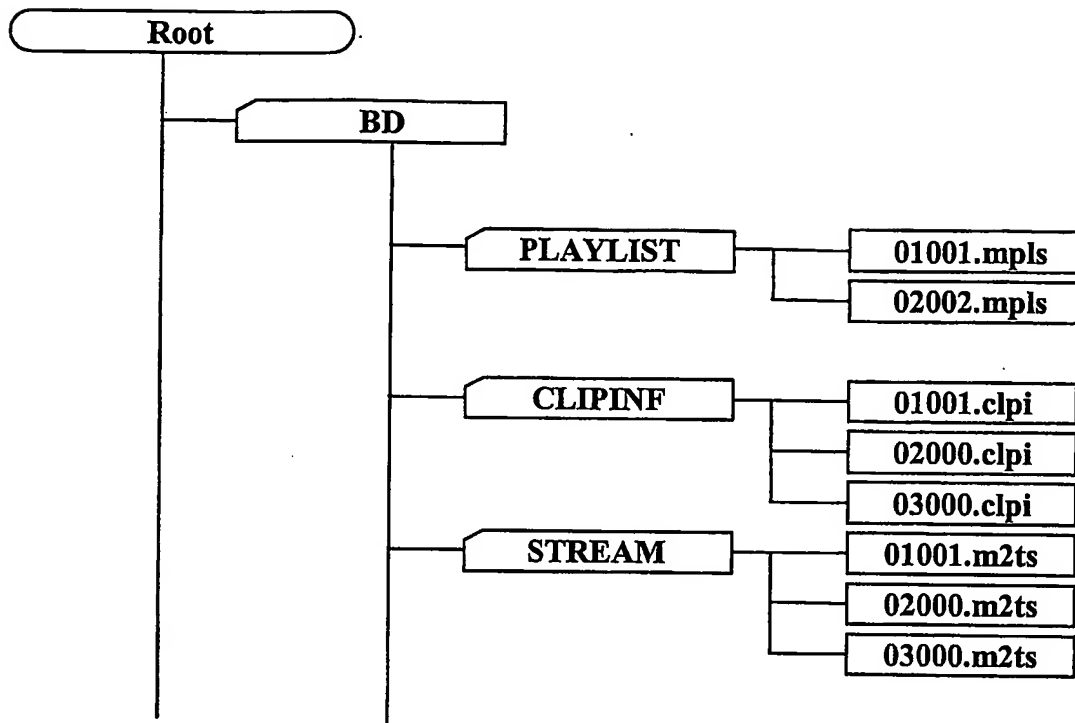 Root
BD
PLAYLIST
01001.mpls
02002.mpls
CLIPINF
01001.clpi
02000.clpi
03000.clpi
STREAM
01001.m2ts
02000.m2ts
03000.m2ts